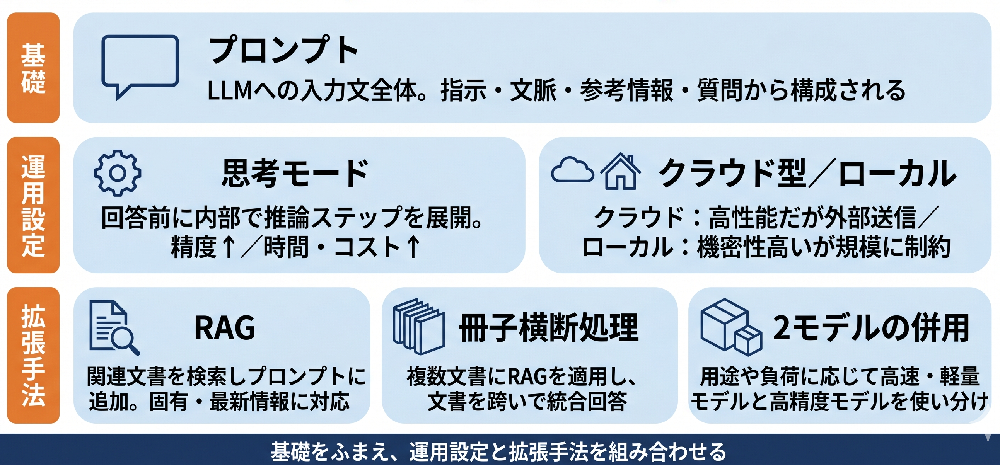 基礎
プロンプト
LLMへの入力文全体。指示・文脈・参考情報・質問から構成される
運用設定
思考モード
回答前に内部で推論ステップを展開。
精度↑／時間・コスト↑
クラウド型／ローカル
クラウド：高性能だが外部送信／
ローカル：機密性高いが規模に制約
拡張手法
RAG
関連文書を検索しプロンプトに
追加。固有・最新情報に対応
冊子横断処理
複数文書にRAGを適用し、
文書を跨いで統合回答
2モデルの併用
用途や負荷に応じて高速・軽量
モデルと高精度モデルを使い分け
基礎をふまえ、運用設定と拡張手法を組み合わせる